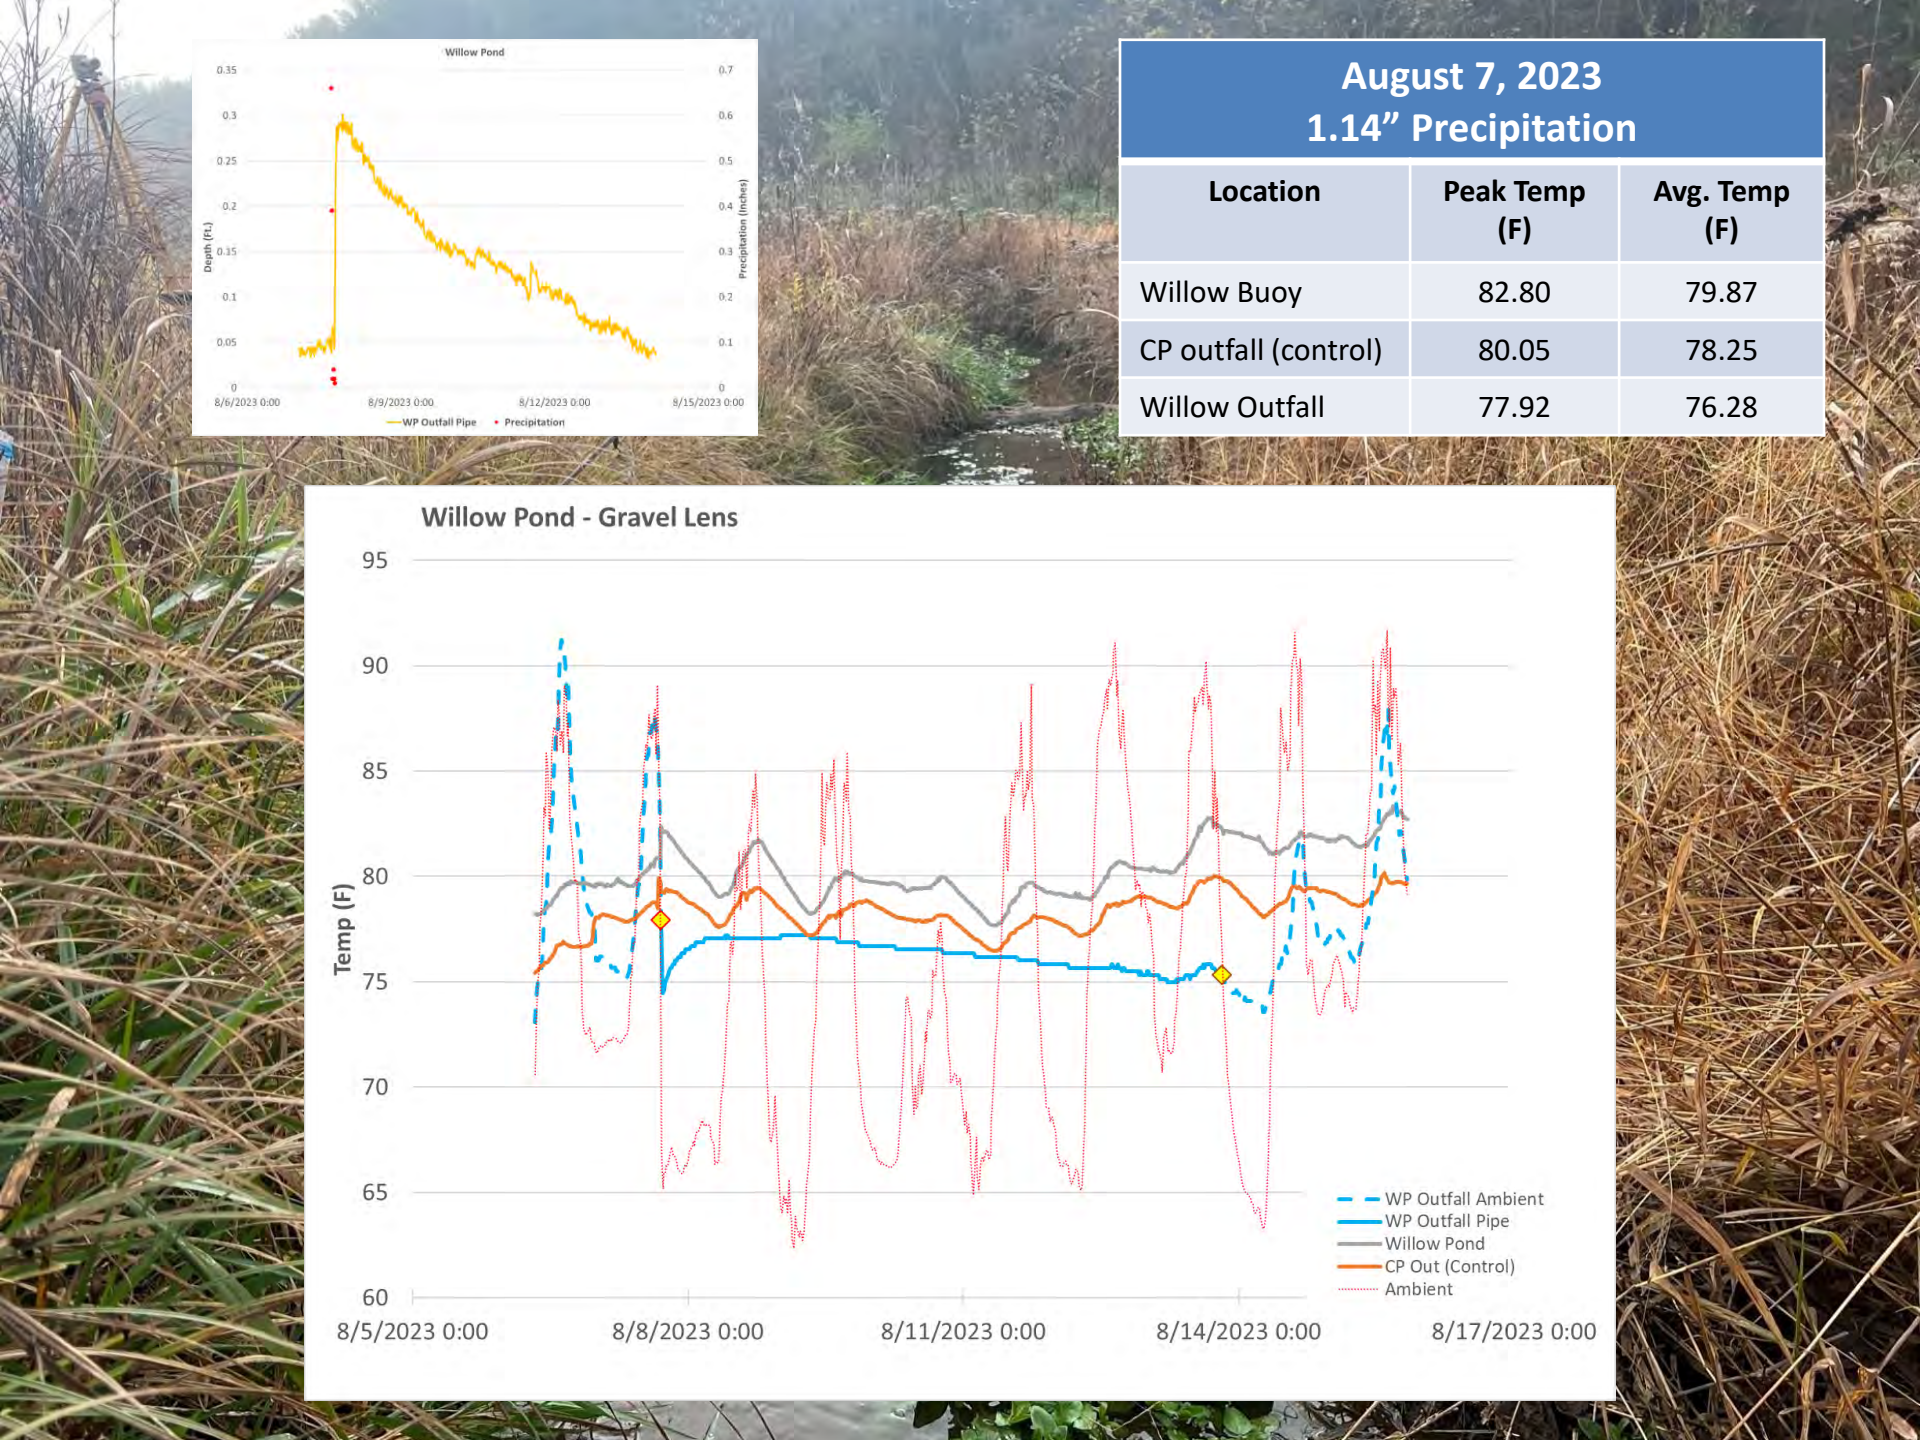 Willow Pond
0.35
0.3
0.25
0.2
0.15
0.1
0.05
0
Depth (Ft.)
0.7
0.6
0.5
0.4
0.3
0.2
0.1
0
Precipitation (Inches)
8/6/2023 0:00
8/9/2023 0:00
8/12/2023 0:00
8/15/2023 0:00
WP Outfall Pipe
Precipitation
August 7, 2023
1.14” Precipitation
Location Peak Temp (F) Avg. Temp (F)
Willow Buoy 82.80 79.87
CP outfall (control) 80.05 78.25
Willow Outfall 77.92 76.28
Willow Pond - Gravel Lens
95
90
85
80
75
70
65
60
Temp (F)
8/5/2023 0:00
8/8/2023 0:00
8/11/2023 0:00
8/14/2023 0:00
8/17/2023 0:00
WP Outfall Ambient
WP Outfall Pipe
Willow Pond
CP Out (Control)
Ambient